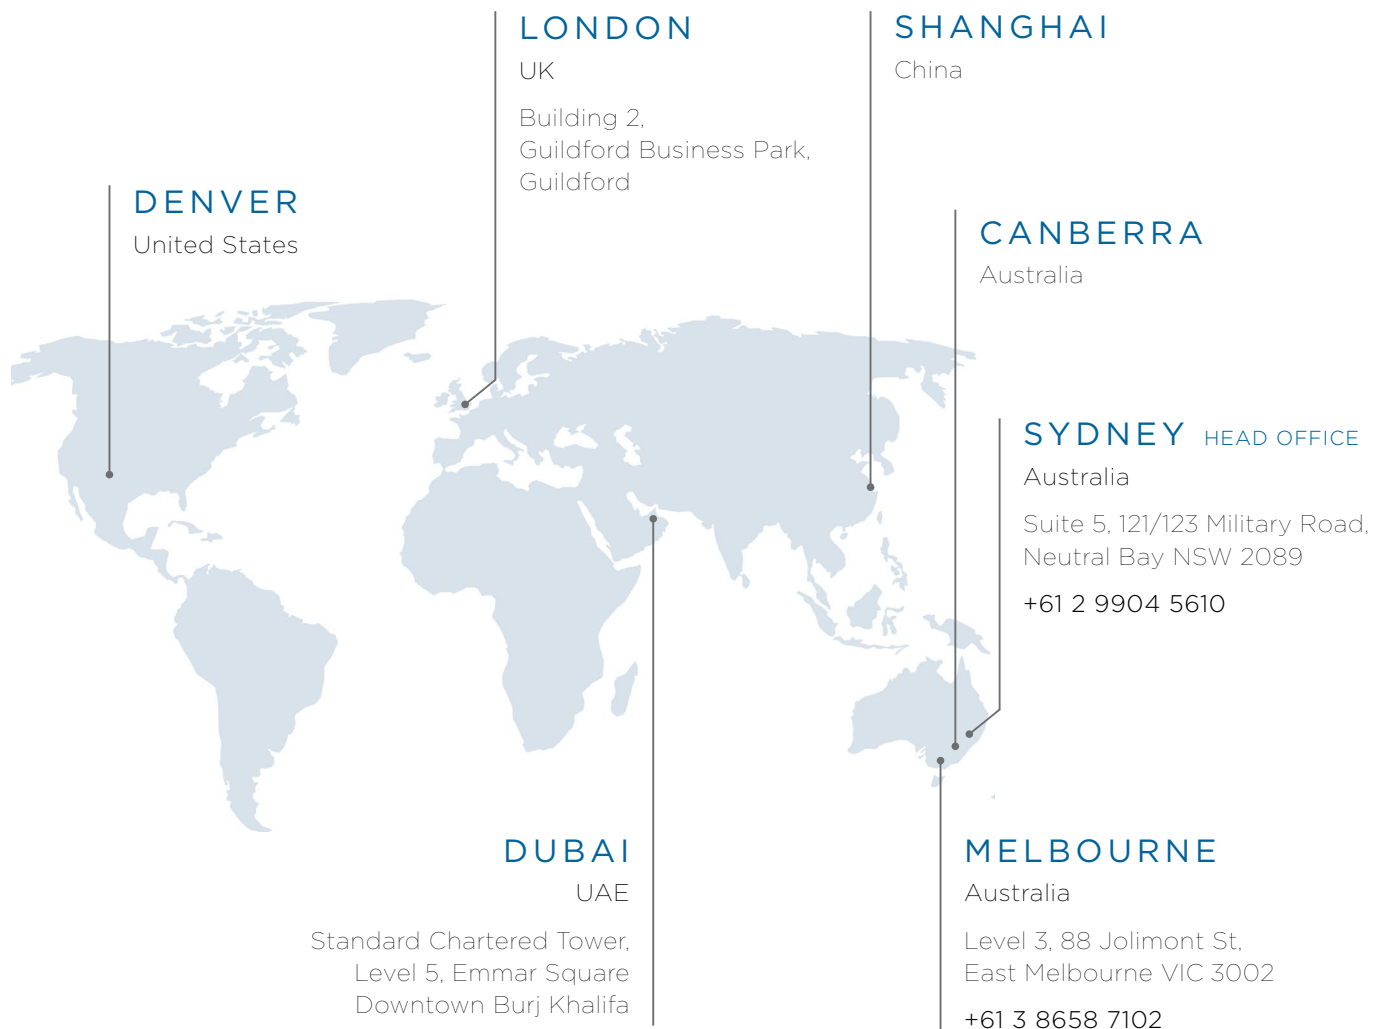 LONDON
UK
Building 2,
Guildford Business Park,
Guildford
SHANGHAI
China
DENVER
United States
CANBERRA
Australia
SYDNEY HEAD OFFICE
Australia
Suite 5, 121/123 Military Road,
Neutral Bay NSW 2089
+61 2 9904 5610
DUBAI
UAE
Standard Chartered Tower,
Level 5, Emmar Square
Downtown Burj Khalifa
MELBOURNE
Australia
Level 3, 88 Jolimont St,
East Melbourne VIC 3002
+61 3 8658 7102